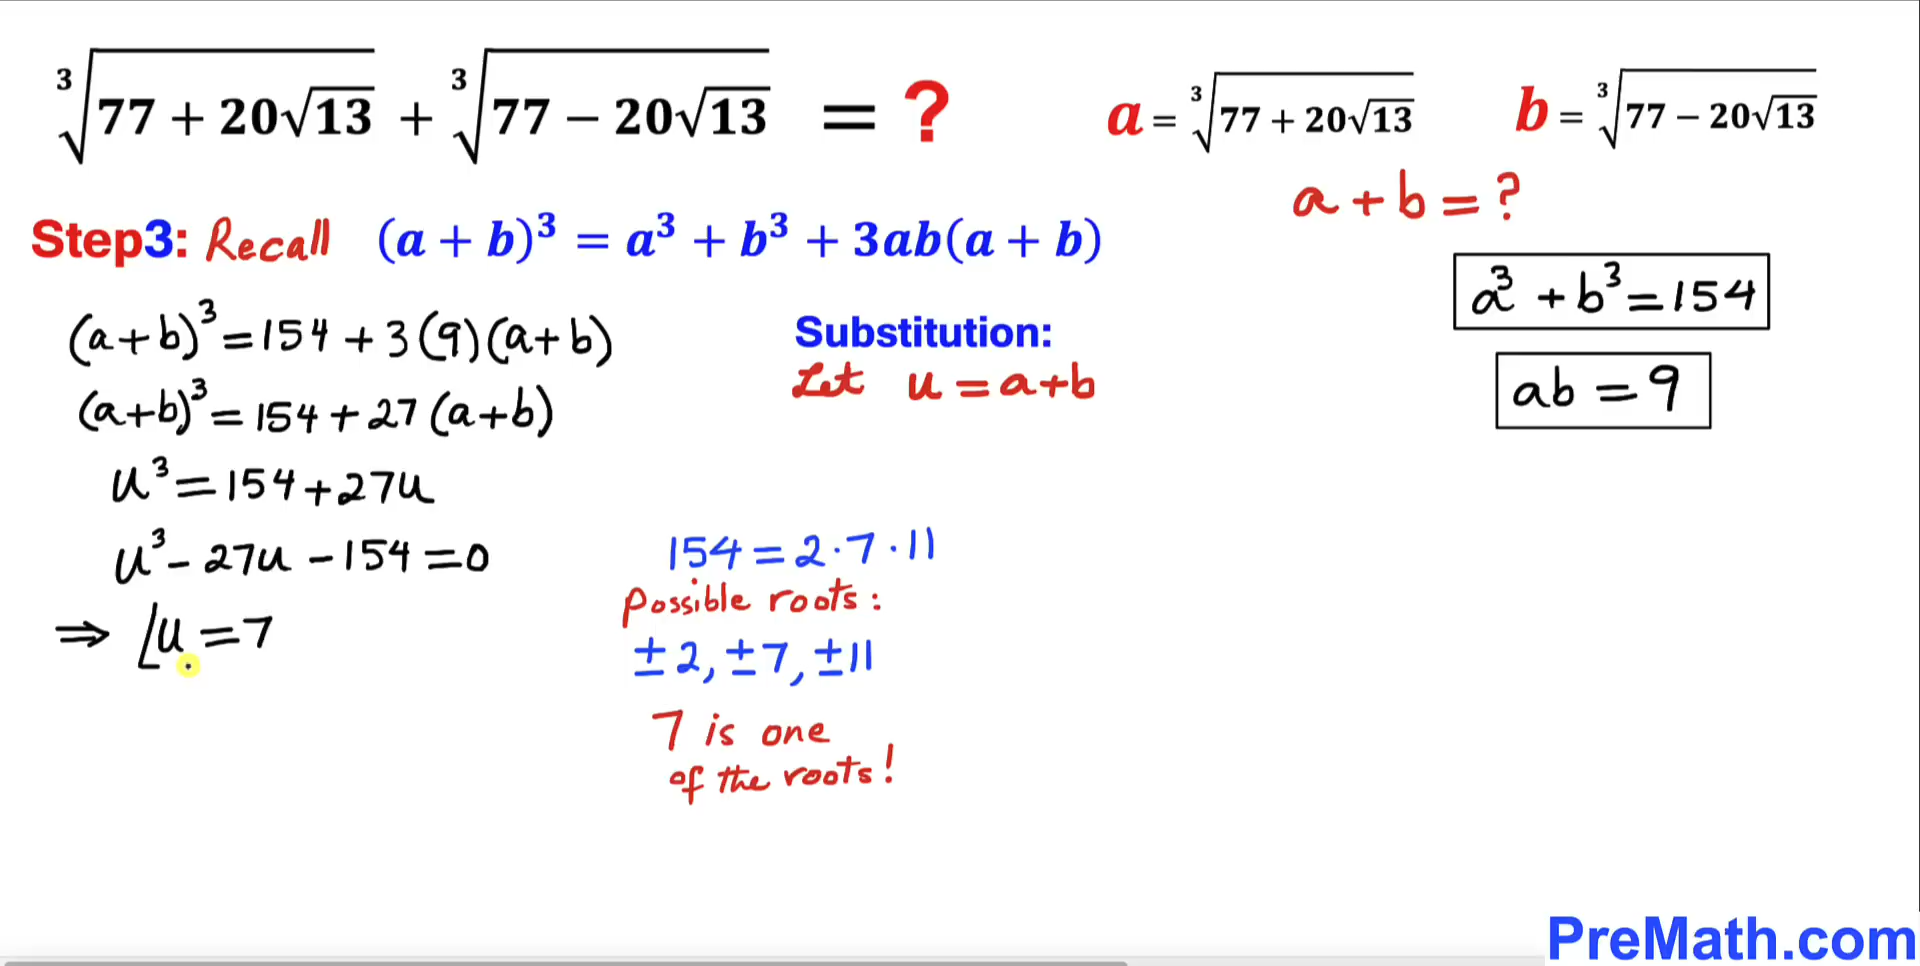 ∛(77 + 20√13) + ∛(77 − 20√13) = ?
a = ∛(77 + 20√13)
b = ∛(77 − 20√13)
a + b = ?
Step3: Recall (a + b)³ = a³ + b³ + 3ab(a + b)
a³ + b³ = 154
ab = 9
(a+b)³ = 154 + 3(9)(a+b)
(a+b)³ = 154 + 27(a+b)
u³ = 154 + 27u
u³ − 27u − 154 = 0
⇒ u = 7
Substitution:
Let u = a+b
154 = 2·7·11
Possible roots:
±2, ±7, ±11
7 is one
of the roots!
PreMath.com